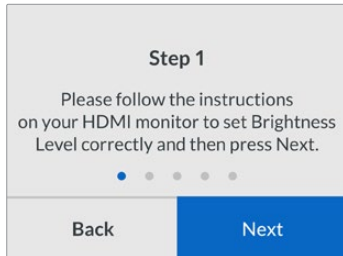 Step 1
Please follow the instructions
on your HDMI monitor to set Brightness
Level correctly and then press Next.
Back
Next